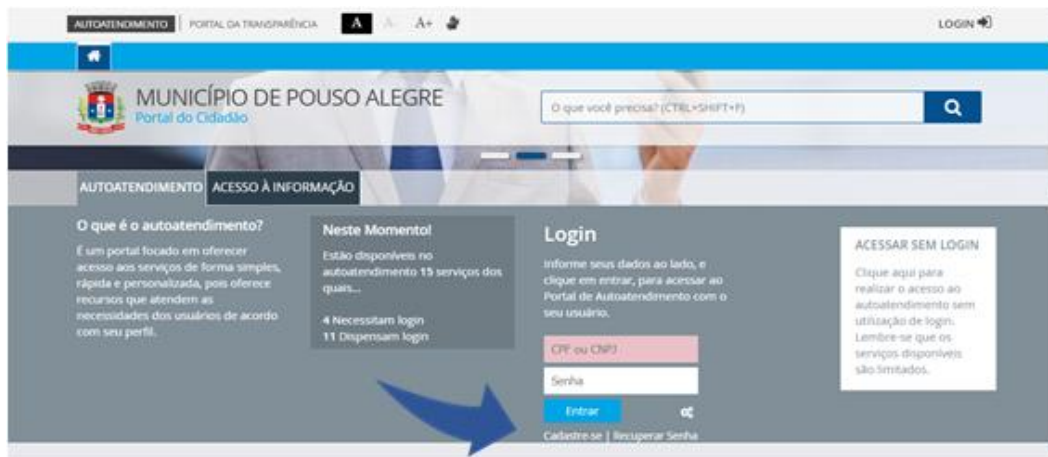 AUTOATENDIMENTO | PORTAL DA TRANSPARÊNCIA A A- A+ LOGIN
MUNICÍPIO DE POUSO ALEGRE
Portal do Cidadão
O que você precisa? (CTRL+SHIFT+F)
AUTOATENDIMENTO ACESSO À INFORMAÇÃO
O que é o autoatendimento?
É um portal focado em oferecer
acesso aos serviços de forma simples,
rápida e personalizada, pois oferece
recursos que atendem as
necessidades dos usuários de acordo
com seu perfil.
Neste Momento!
Estão disponíveis no
autoatendimento 15 serviços dos
quais...
4 Necessitam login
11 Dispensam login
Login
Informe seus dados ao lado, e
clique em entrar, para acessar ao
Portal de Autoatendimento com o
seu usuário.
CPF ou CNPJ
Senha
Entrar
Cadastre-se | Recuperar Senha
ACESSAR SEM LOGIN
Clique aqui para
realizar o acesso ao
autoatendimento sem
utilização de login.
Lembre-se que os
serviços disponíveis
são limitados.